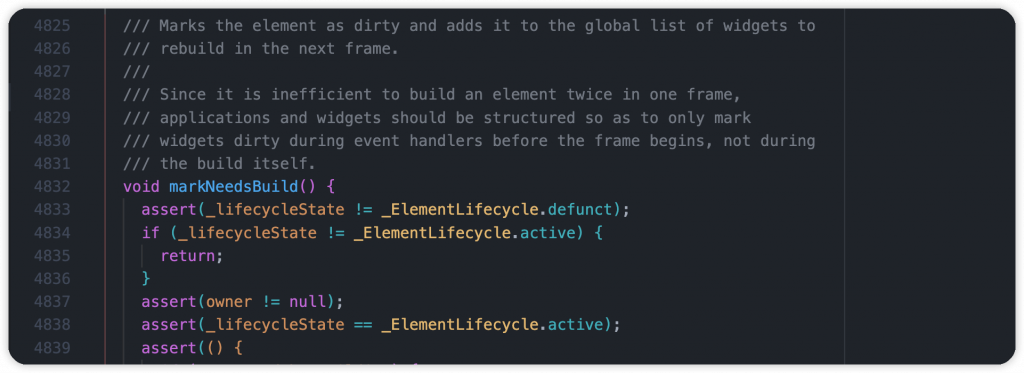 4825 /// Marks the element as dirty and adds it to the global list of widgets to
4826 /// rebuild in the next frame.
4827 ///
4828 /// Since it is inefficient to build an element twice in one frame,
4829 /// applications and widgets should be structured so as to only mark
4830 /// widgets dirty during event handlers before the frame begins, not during
4831 /// the build itself.
4832 void markNeedsBuild() {
4833 assert(_lifecycleState != _ElementLifecycle.defunct);
4834 if (_lifecycleState != _ElementLifecycle.active) {
4835 return;
4836 }
4837 assert(owner != null);
4838 assert(_lifecycleState == _ElementLifecycle.active);
4839 assert(() {